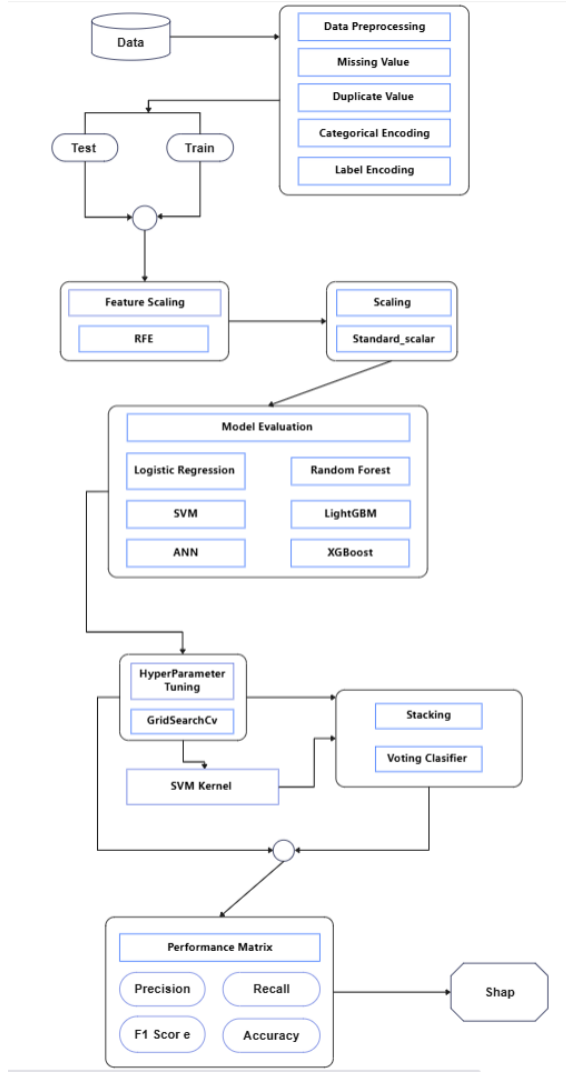 Data
Data Preprocessing
Missing Value
Duplicate Value
Categorical Encoding
Label Encoding
Test
Train
Feature Scaling
RFE
Scaling
Standard_scalar
Model Evaluation
Logistic Regression
Random Forest
SVM
LightGBM
ANN
XGBoost
HyperParameter
Tuning
GridSearchCv
SVM Kernel
Stacking
Voting Clasifier
Performance Matrix
Precision
Recall
F1 Scor e
Accuracy
Shap